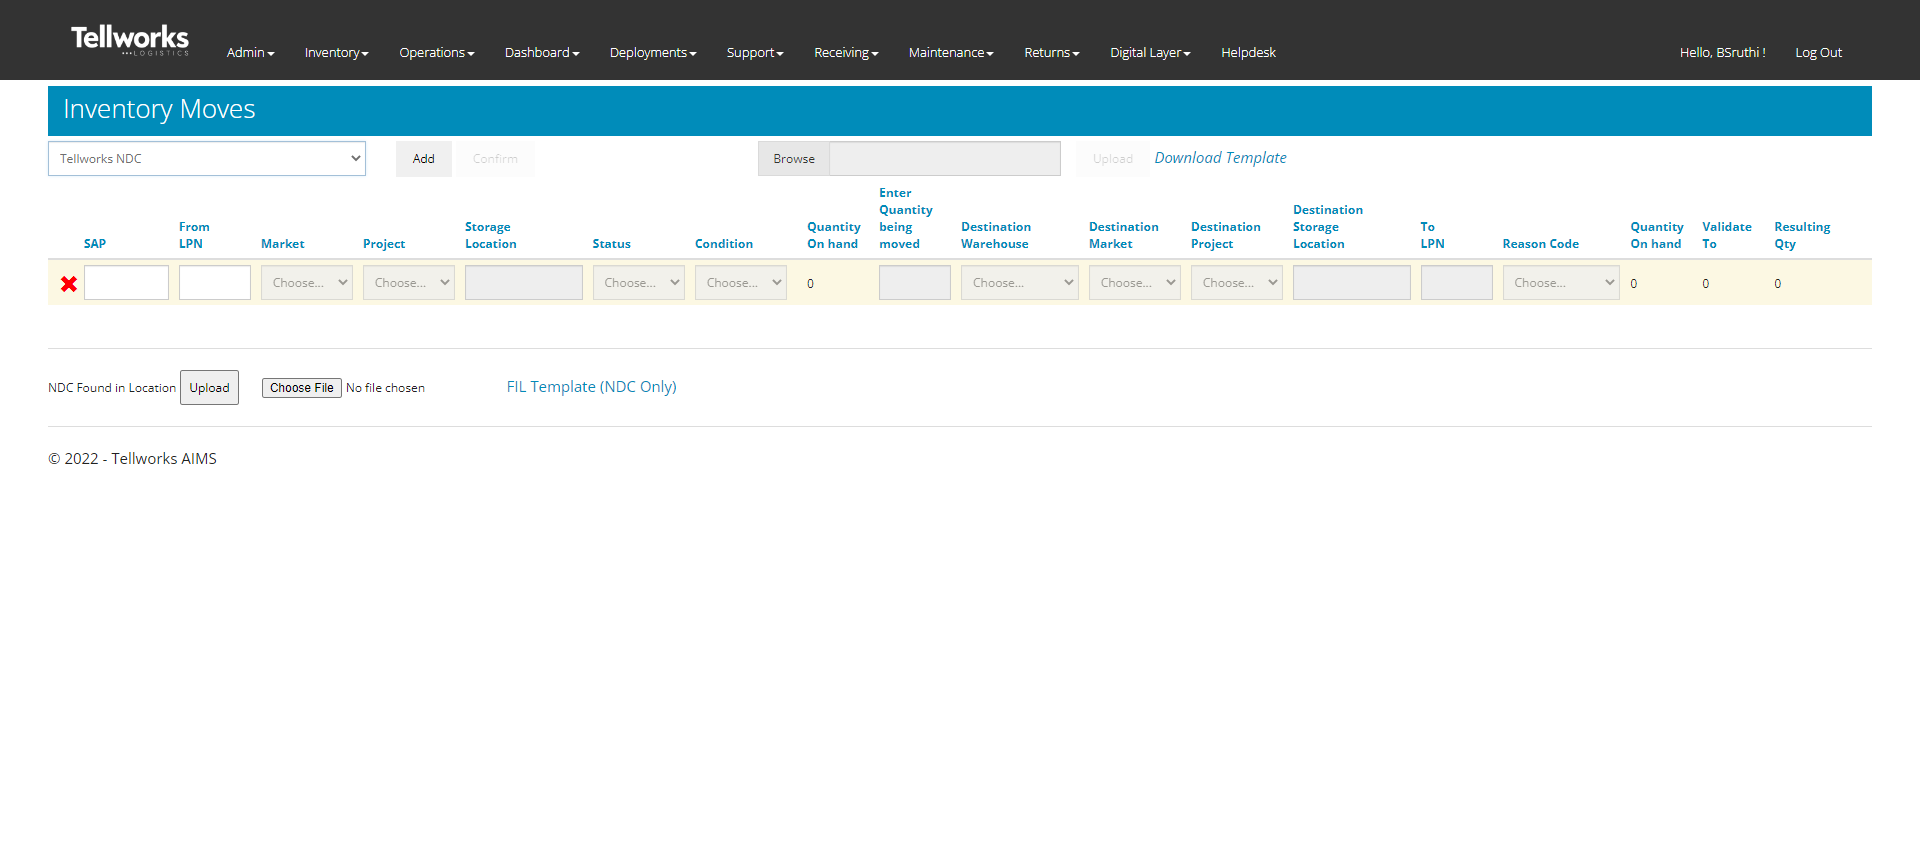 Tellworks
LOGISTICS
Admin Inventory Operations Dashboard Deployments Support Receiving Maintenance Returns Digital Layer Helpdesk Hello, BSruthi ! Log Out
Inventory Moves
Tellworks NDC Add Confirm Browse Upload Download Template
SAP From LPN Market Project Storage Location Status Condition Quantity On hand Enter Quantity being moved Destination Warehouse Destination Market Destination Project Destination Storage Location To LPN Reason Code Quantity On hand Validate To Resulting Qty
Choose... Choose... Choose... Choose... 0 Choose... Choose... Choose... Choose... 0 0 0
NDC Found in Location Upload Choose File No file chosen FIL Template (NDC Only)
© 2022 - Tellworks AIMS